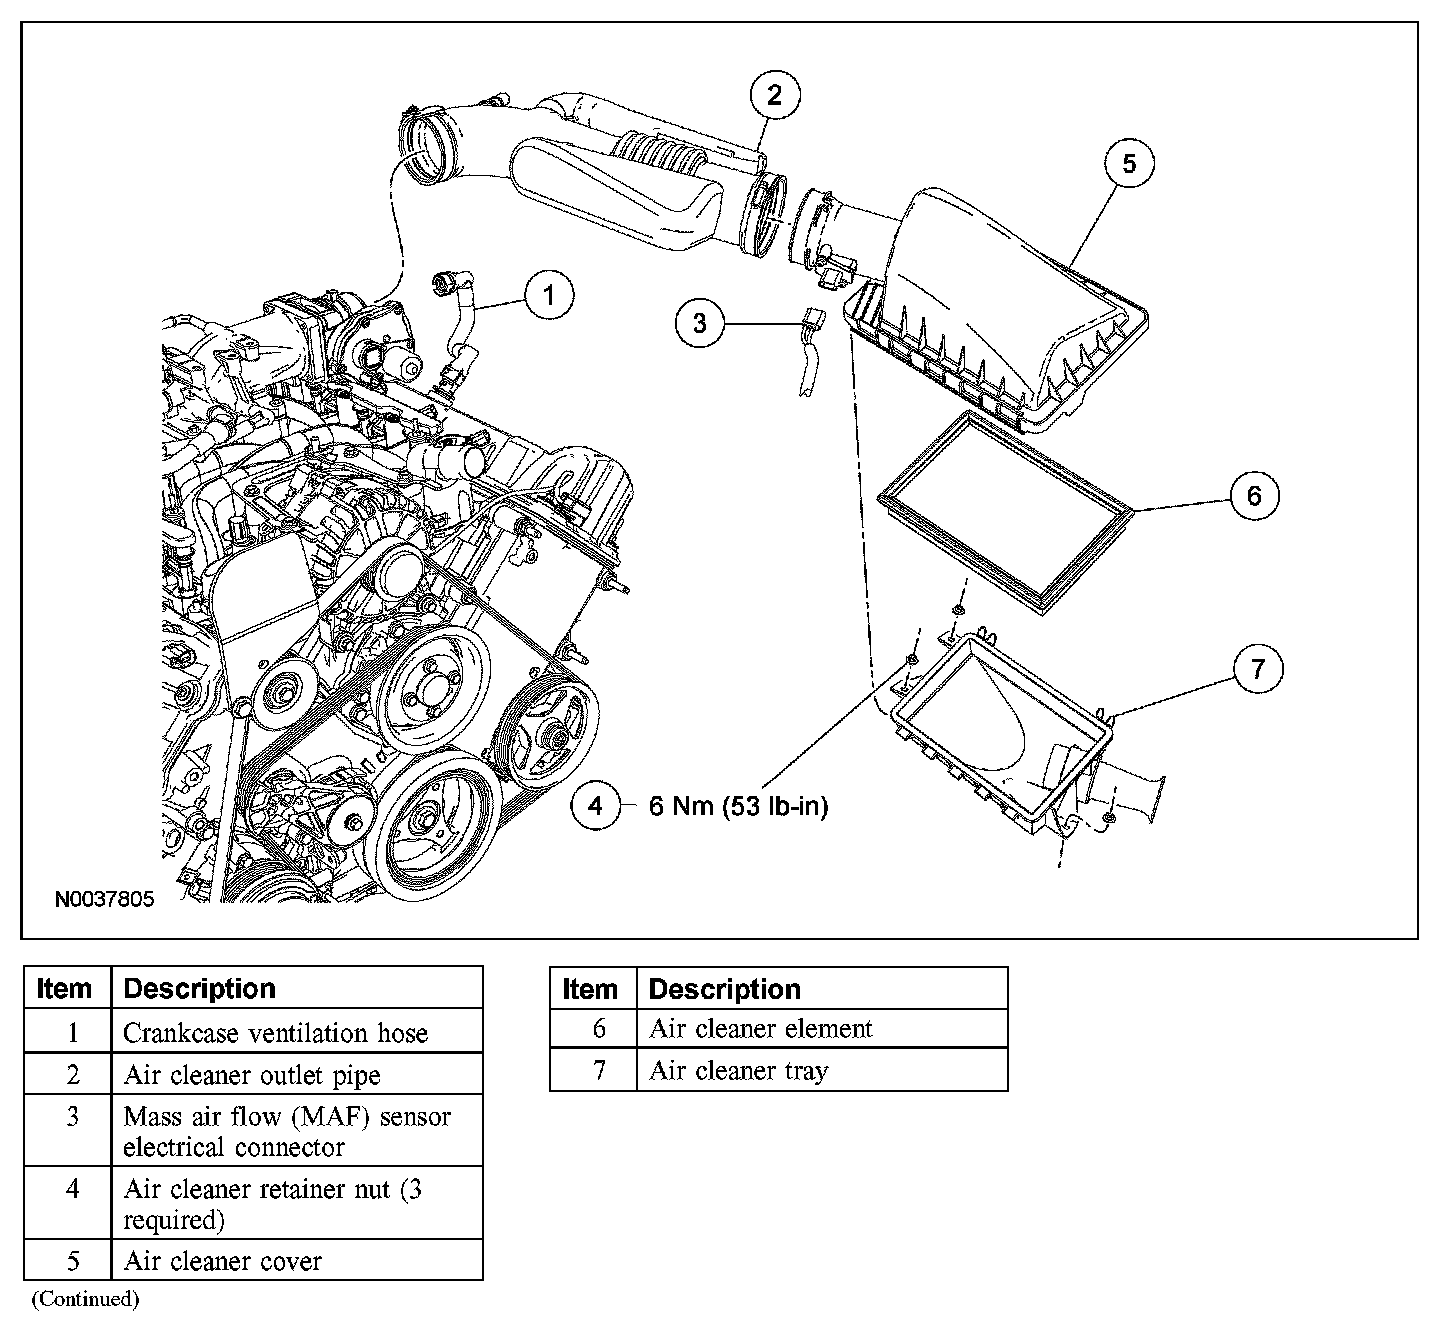 2
5
1
3
6
7
4 6 Nm (53 lb-in)
N0037805
Item Description
1 Crankcase ventilation hose
2 Air cleaner outlet pipe
3 Mass air flow (MAF) sensor
electrical connector
4 Air cleaner retainer nut (3
required)
5 Air cleaner cover
(Continued)
Item Description
6 Air cleaner element
7 Air cleaner tray